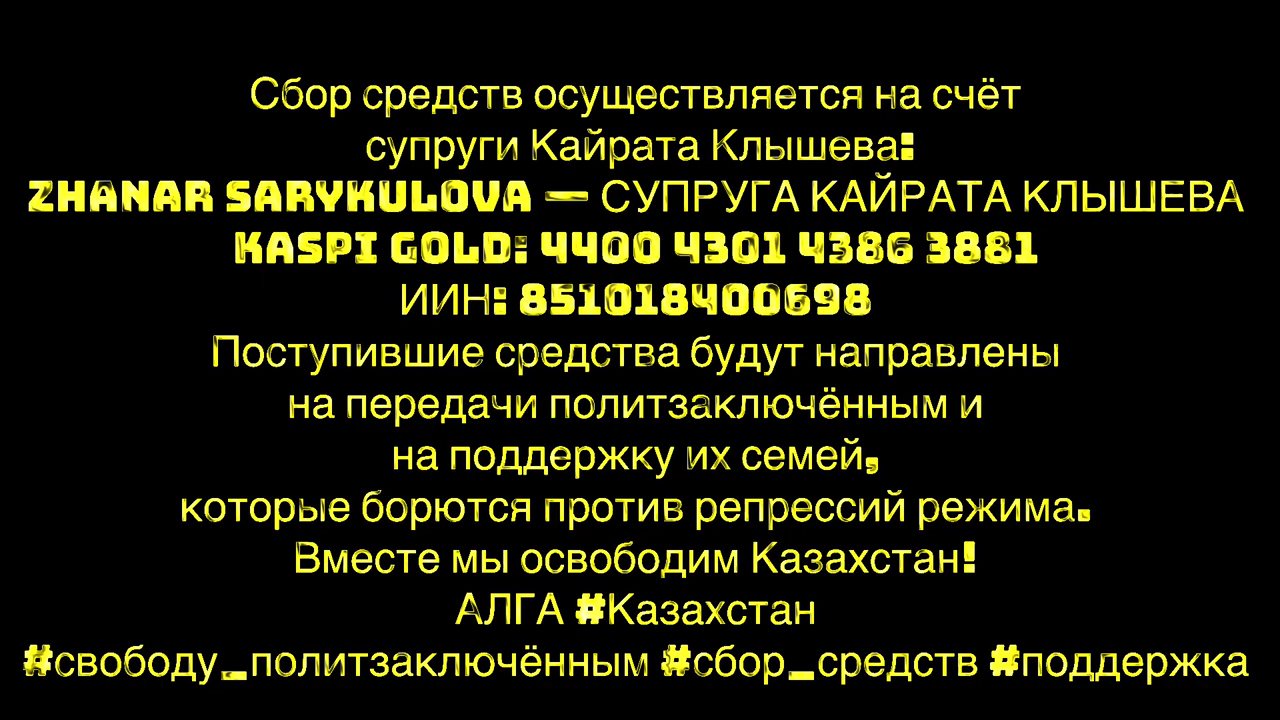 Сбор средств осуществляется на счёт
супруги Кайрата Клышева:
ZHANAR SARYKULOVA — СУПРУГА КАЙРАТА КЛЫШЕВА
KASPI GOLD: 4400 4301 4386 3881
ИИН: 851018400698
Поступившие средства будут направлены
на передачи политзаключённым и
на поддержку их семей,
которые борются против репрессий режима.
Вместе мы освободим Казахстан!
АЛГА #Казахстан
#свободу_политзаключённым #сбор_средств #поддержка